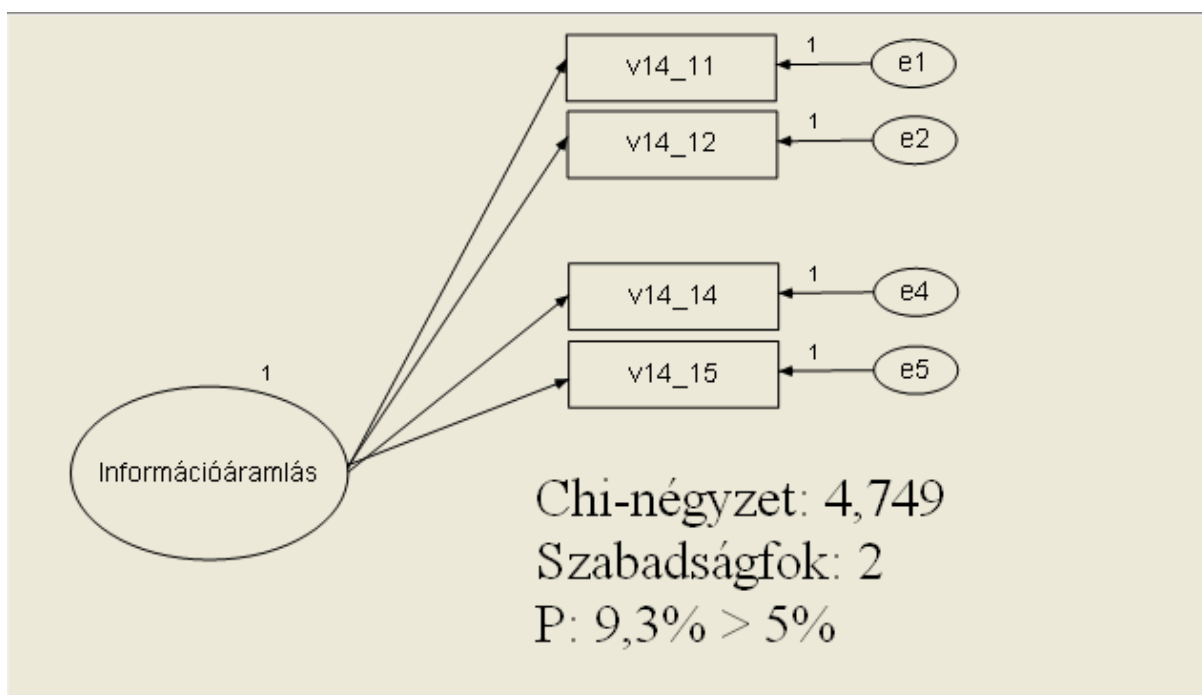 v14_11
1
e1
v14_12
1
e2
v14_14
1
e4
v14_15
1
e5
1
Információáramlás
Chi-négyzet: 4,749
Szabadságfok: 2
P: 9,3% > 5%